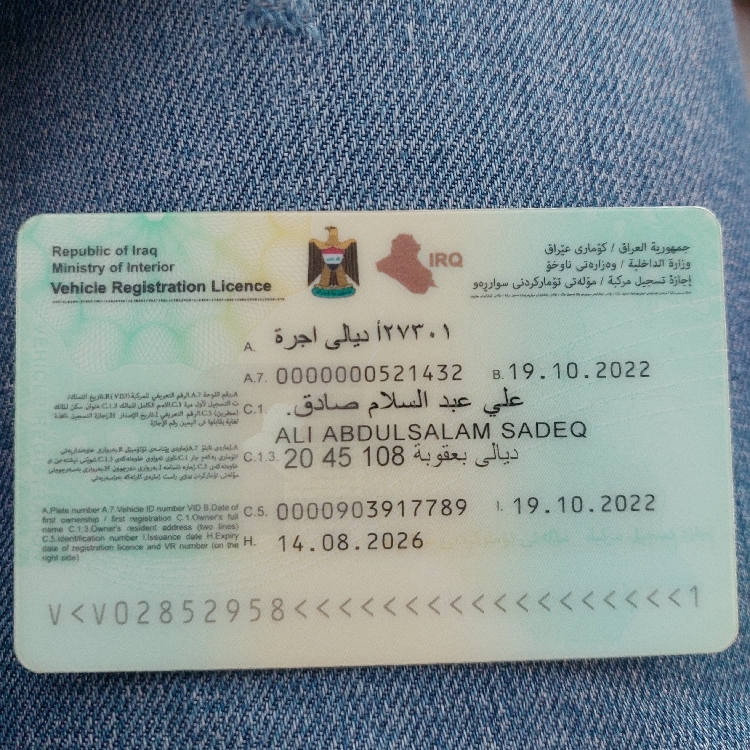 Republic of Iraq
Ministry of Interior
Vehicle Registration Licence
IRQ
جمهورية العراق / كۆماری عێراق
وزارة الداخلية / وەزارەتی ناوخۆ
إجازة تسجيل مركبة / مۆڵەتی تۆمارکردنی سوارڕەو
A. ٢٧٣٠١أ ديالى اجرة
A.7. 0000000521432 B. 19.10.2022
C.1. علي عبد السلام صادق.
ALI ABDULSALAM SADEQ
C.1.3. 20 45 108 ديالى بعقوبة
C.5. 0000903917789 I. 19.10.2022
H. 14.08.2026
A.Plate number A.7.Vehicle ID number VID B.Date of
first ownership / first registration C.1.Owner's full
name C.1.3.Owner's resident address (two lines)
C.5.Identification number I.Issuance date H.Expiry
date of registration licence and VR number (on the
right side)
V<V02852958<<<<<<<<<<<<<<<<<<<1